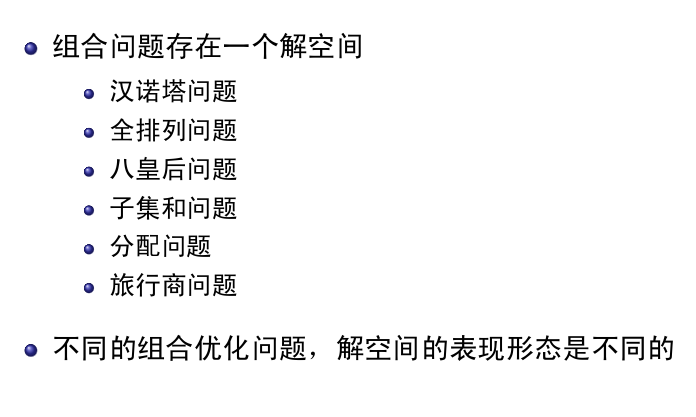 组合问题存在一个解空间
汉诺塔问题
全排列问题
八皇后问题
子集和问题
分配问题
旅行商问题
不同的组合优化问题，解空间的表现形态是不同的